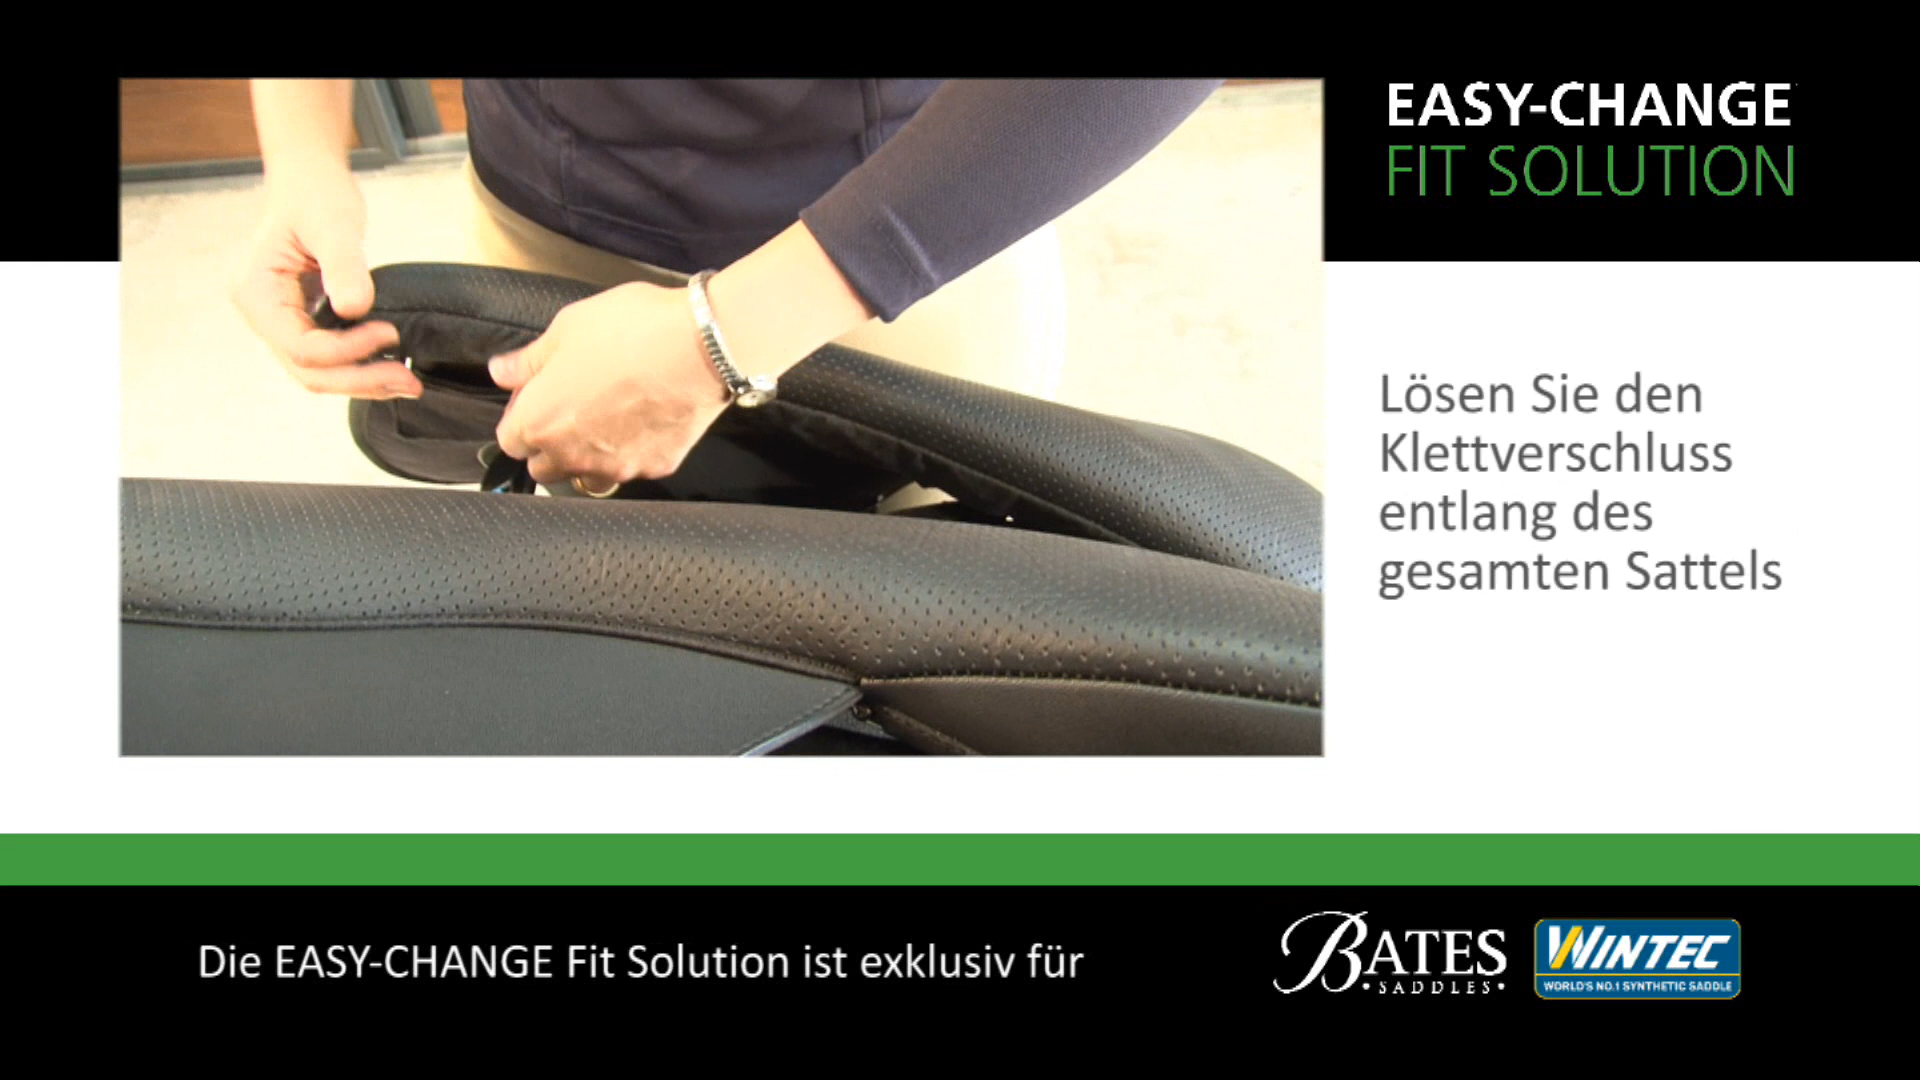 EASY-CHANGE
FIT SOLUTION
Lösen Sie den
Klettverschluss
entlang des
gesamten Sattels
Die EASY-CHANGE Fit Solution ist exklusiv für
BATES
SADDLES
WINTEC
WORLD'S NO.1 SYNTHETIC SADDLE